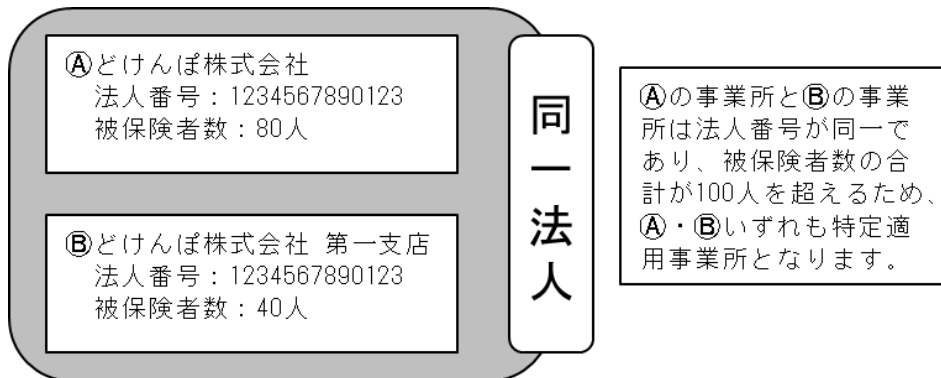 Ⓐどけんぽ株式会社
法人番号：1234567890123
被保険者数：80人
Ⓑどけんぽ株式会社 第一支店
法人番号：1234567890123
被保険者数：40人
同一法人
Ⓐの事業所とⒷの事業
所は法人番号が同一で
あり、被保険者数の合
計が100人を超えるため、
Ⓐ・Ⓑいずれも特定適
用事業所となります。